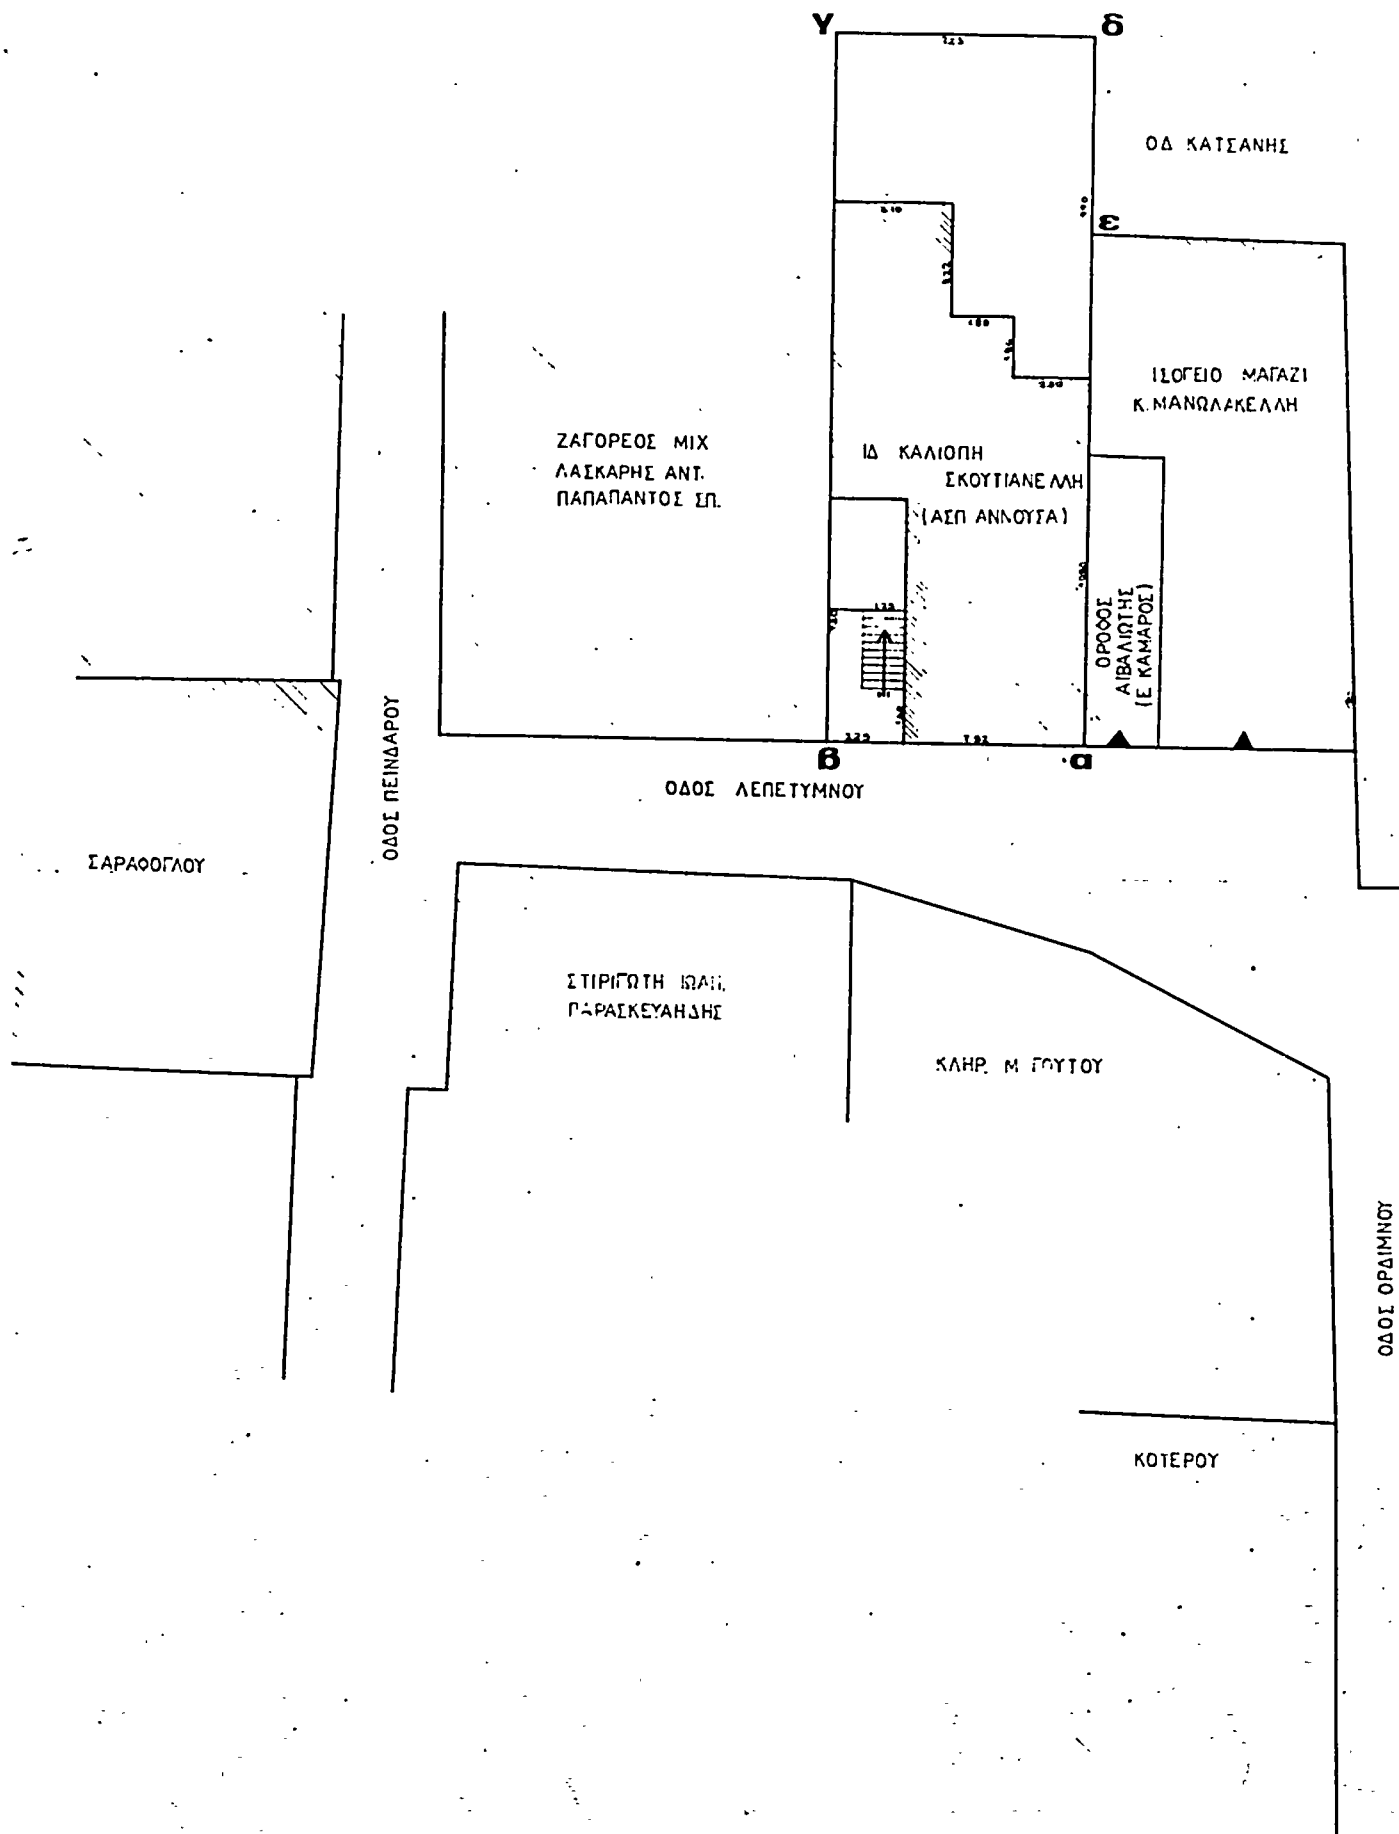 γ
δ
ΟΔ ΚΑΤΣΑΝΗΣ
ε
ΙΣΟΓΕΙΟ ΜΑΓΑΖΙ
Κ. ΜΑΝΩΛΑΚΕΛΛΗ
ΖΑΓΟΡΕΟΣ ΜΙΧ
ΛΑΣΚΑΡΗΣ ΑΝΤ.
ΠΑΠΑΠΑΝΤΟΣ ΣΠ.
ΙΔ ΚΑΛΙΟΠΗ
ΣΚΟΥΤΙΑΝΕΛΛΗ
(ΑΣΠ ΑΝΝΟΥΣΑ)
ΟΡΟΦΟΣ
ΑΙΒΑΛΙΩΤΗΣ
(Ε ΚΑΜΑΡΟΣ)
β
α
ΟΔΟΣ ΛΕΠΕΤΥΜΝΟΥ
ΟΔΟΣ ΠΕΙΝΔΑΡΟΥ
ΣΑΡΑΦΟΓΛΟΥ
ΣΤΙΡΙΓΩΤΗ ΙΩΑΝ.
ΠΑΡΑΣΚΕΥΑΗΔΗΣ
ΚΛΗΡ. Μ ΓΟΥΤΟΥ
ΟΔΟΣ ΟΡΔΙΜΝΟΥ
ΚΟΤΕΡΟΥ